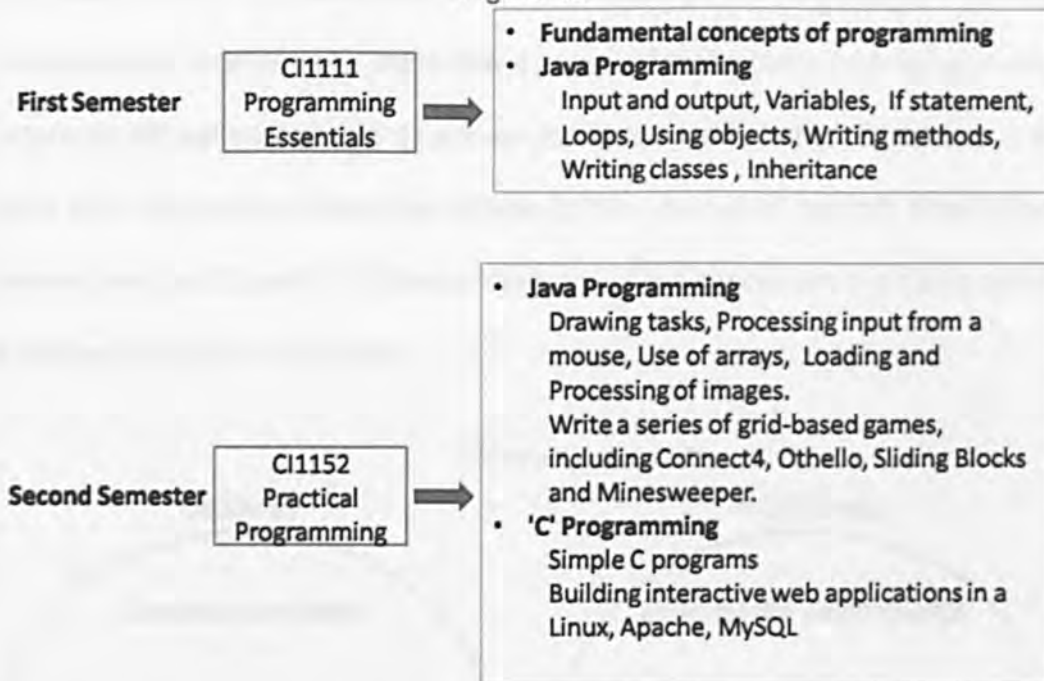 • Fundamental concepts of programming
• Java Programming
Input and output, Variables, If statement,
Loops, Using objects, Writing methods,
Writing classes , Inheritance
First Semester
CI1111
Programming
Essentials
• Java Programming
Drawing tasks, Processing input from a
mouse, Use of arrays, Loading and
Processing of images.
Write a series of grid-based games,
including Connect4, Othello, Sliding Blocks
and Minesweeper.
• 'C' Programming
Simple C programs
Building interactive web applications in a
Linux, Apache, MySQL
Second Semester
CI1152
Practical
Programming